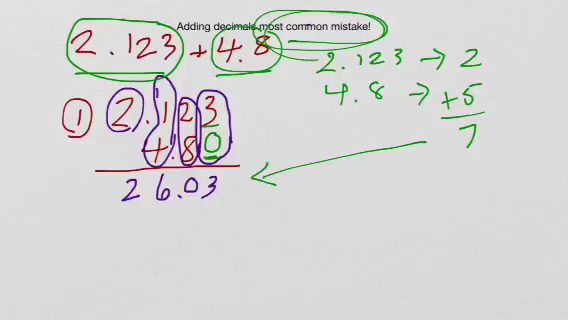 Adding decimals most common mistake!
2.123 + 4.8
2.123 → 2
4.8 → +5
7
① 2.123
4.80
26.03